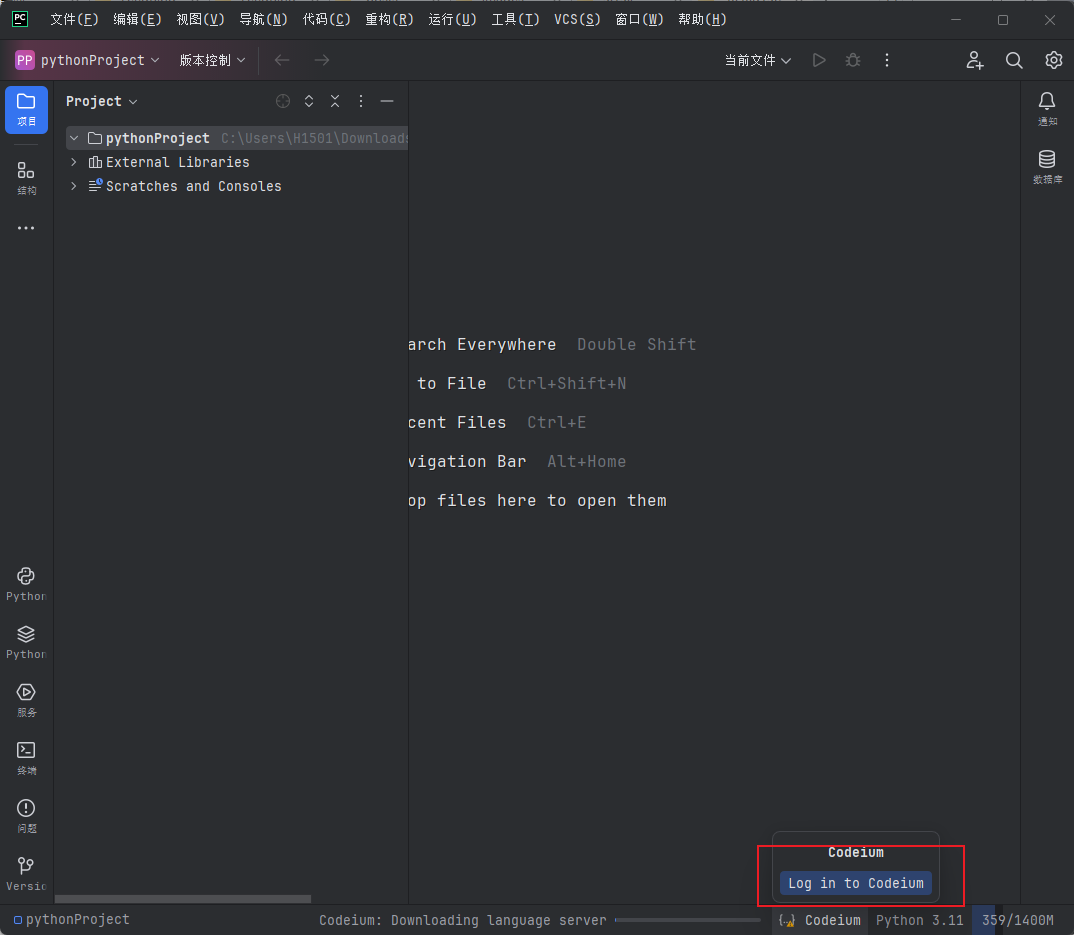 PC 文件(F) 编辑(E) 视图(V) 导航(N) 代码(C) 重构(R) 运行(U) 工具(T) VCS(S) 窗口(W) 帮助(H)
PP pythonProject 版本控制 当前文件
Project
项目
通知
pythonProject C:\Users\H1501\Downloads
External Libraries
Scratches and Consoles
结构
数据库
arch Everywhere Double Shift
to File Ctrl+Shift+N
cent Files Ctrl+E
vigation Bar Alt+Home
op files here to open them
Python
Python
服务
终端
问题
Versio
Codeium
Log in to Codeium
pythonProject Codeium: Downloading language server {..} Codeium Python 3.11 359/1400M